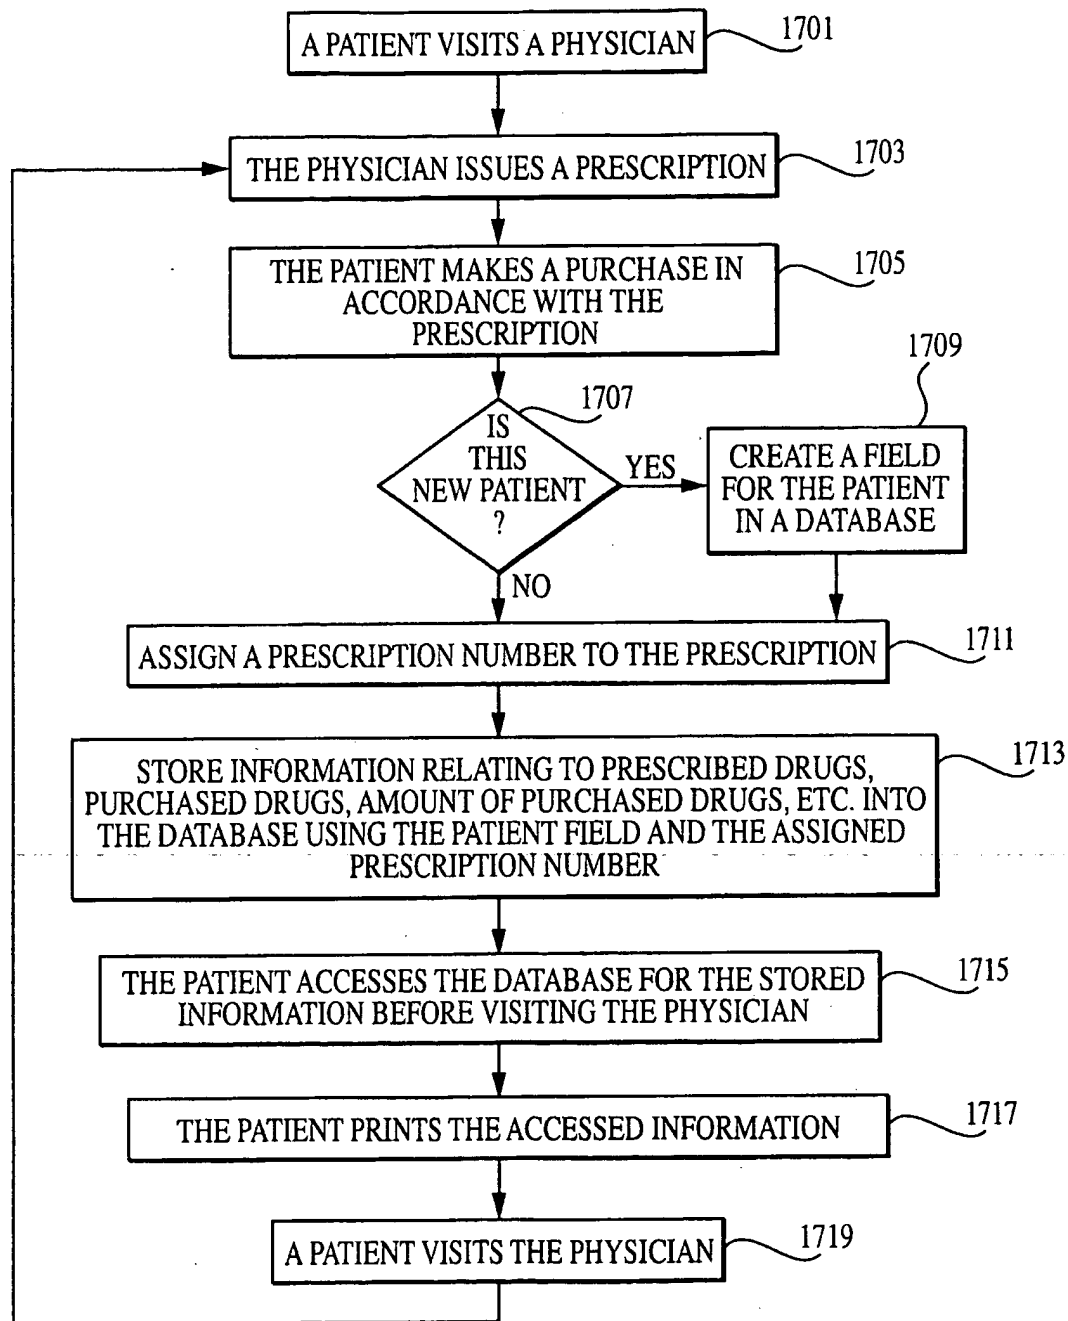 1701
A PATIENT VISITS A PHYSICIAN
1703
THE PHYSICIAN ISSUES A PRESCRIPTION
1705
THE PATIENT MAKES A PURCHASE IN
ACCORDANCE WITH THE
PRESCRIPTION
1707
IS
THIS
NEW PATIENT
?
YES
1709
CREATE A FIELD
FOR THE PATIENT
IN A DATABASE
NO
1711
ASSIGN A PRESCRIPTION NUMBER TO THE PRESCRIPTION
1713
STORE INFORMATION RELATING TO PRESCRIBED DRUGS,
PURCHASED DRUGS, AMOUNT OF PURCHASED DRUGS, ETC. INTO
THE DATABASE USING THE PATIENT FIELD AND THE ASSIGNED
PRESCRIPTION NUMBER
1715
THE PATIENT ACCESSES THE DATABASE FOR THE STORED
INFORMATION BEFORE VISITING THE PHYSICIAN
1717
THE PATIENT PRINTS THE ACCESSED INFORMATION
1719
A PATIENT VISITS THE PHYSICIAN